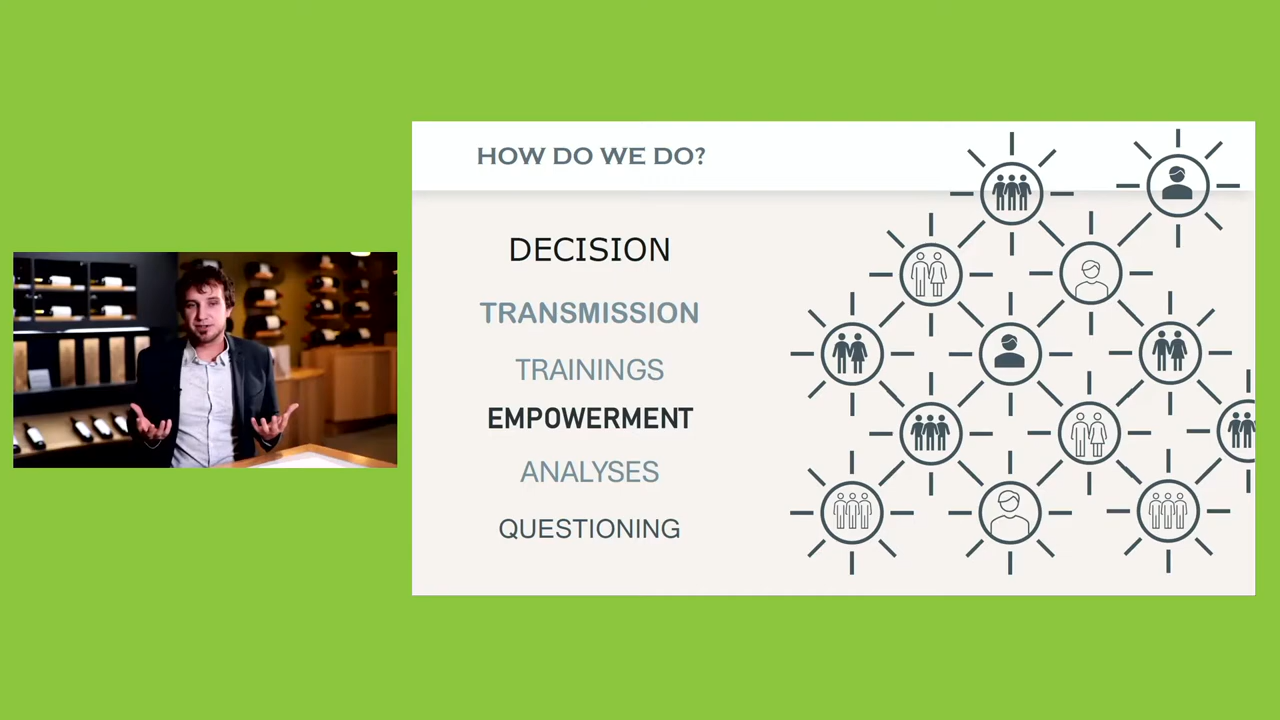 HOW DO WE DO?
DECISION
TRANSMISSION
TRAININGS
EMPOWERMENT
ANALYSES
QUESTIONING